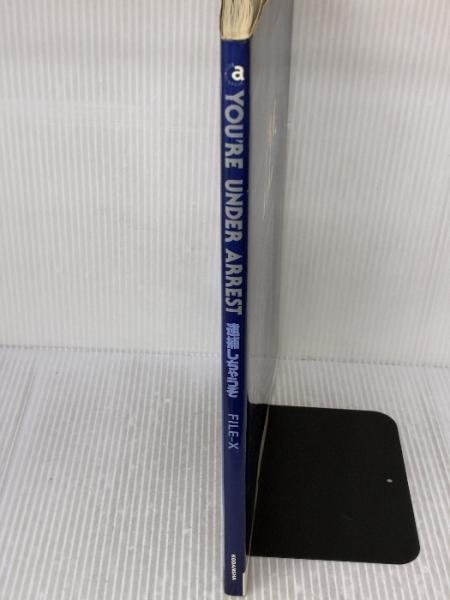 a
YOU'RE UNDER ARREST
逮捕しちゃうぞ
FILE-X
KODANSHA